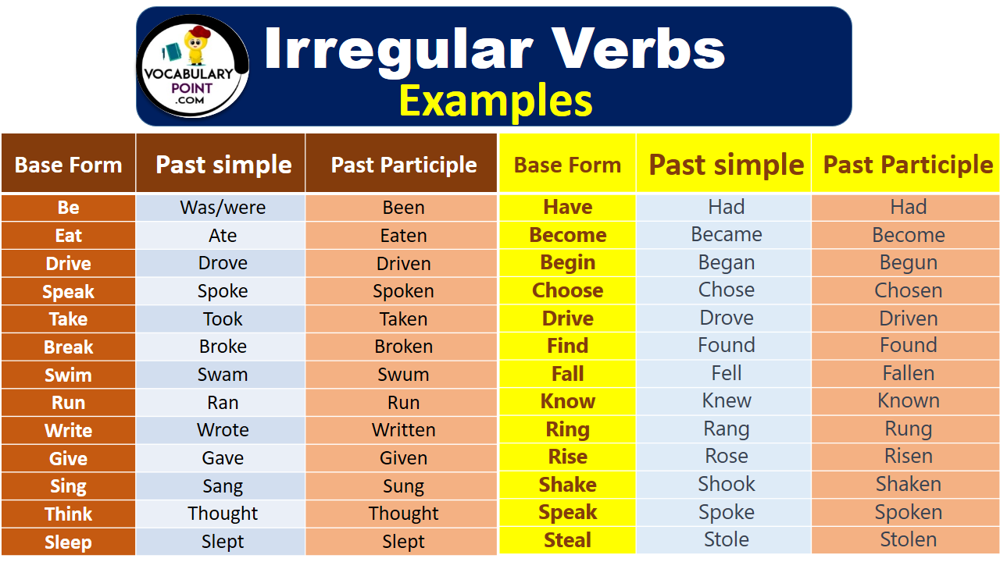 VOCABULARY
POINT
.COM
Irregular Verbs
Examples
Base Form Past simple Past Participle Base Form Past simple Past Participle
Be Was/were Been Have Had Had
Eat Ate Eaten Become Became Become
Drive Drove Driven Begin Began Begun
Speak Spoke Spoken Choose Chose Chosen
Take Took Taken Drive Drove Driven
Break Broke Broken Find Found Found
Swim Swam Swum Fall Fell Fallen
Run Ran Run Know Knew Known
Write Wrote Written Ring Rang Rung
Give Gave Given Rise Rose Risen
Sing Sang Sung Shake Shook Shaken
Think Thought Thought Speak Spoke Spoken
Sleep Slept Slept Steal Stole Stolen